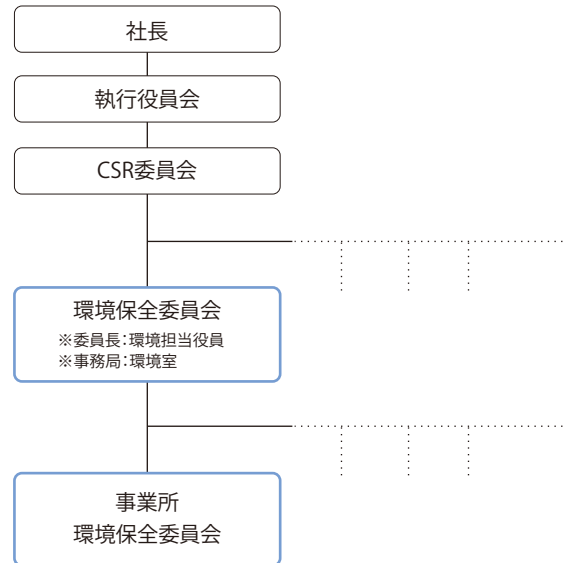 社長
執行役員会
CSR委員会
環境保全委員会
※委員長：環境担当役員
※事務局：環境室
事業所
環境保全委員会